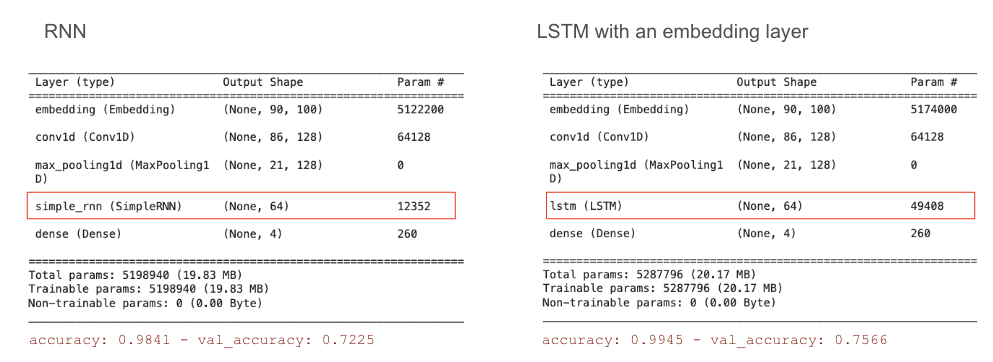 RNN
Layer (type) Output Shape Param #
embedding (Embedding) (None, 90, 100) 5122200
conv1d (Conv1D) (None, 86, 128) 64128
max_pooling1d (MaxPooling1 (None, 21, 128) 0
D)
simple_rnn (SimpleRNN) (None, 64) 12352
dense (Dense) (None, 4) 260
Total params: 5198940 (19.83 MB)
Trainable params: 5198940 (19.83 MB)
Non-trainable params: 0 (0.00 Byte)
accuracy: 0.9841 - val_accuracy: 0.7225
LSTM with an embedding layer
Layer (type) Output Shape Param #
embedding (Embedding) (None, 90, 100) 5174000
conv1d (Conv1D) (None, 86, 128) 64128
max_pooling1d (MaxPooling1 (None, 21, 128) 0
D)
lstm (LSTM) (None, 64) 49408
dense (Dense) (None, 4) 260
Total params: 5287796 (20.17 MB)
Trainable params: 5287796 (20.17 MB)
Non-trainable params: 0 (0.00 Byte)
accuracy: 0.9945 - val_accuracy: 0.7566